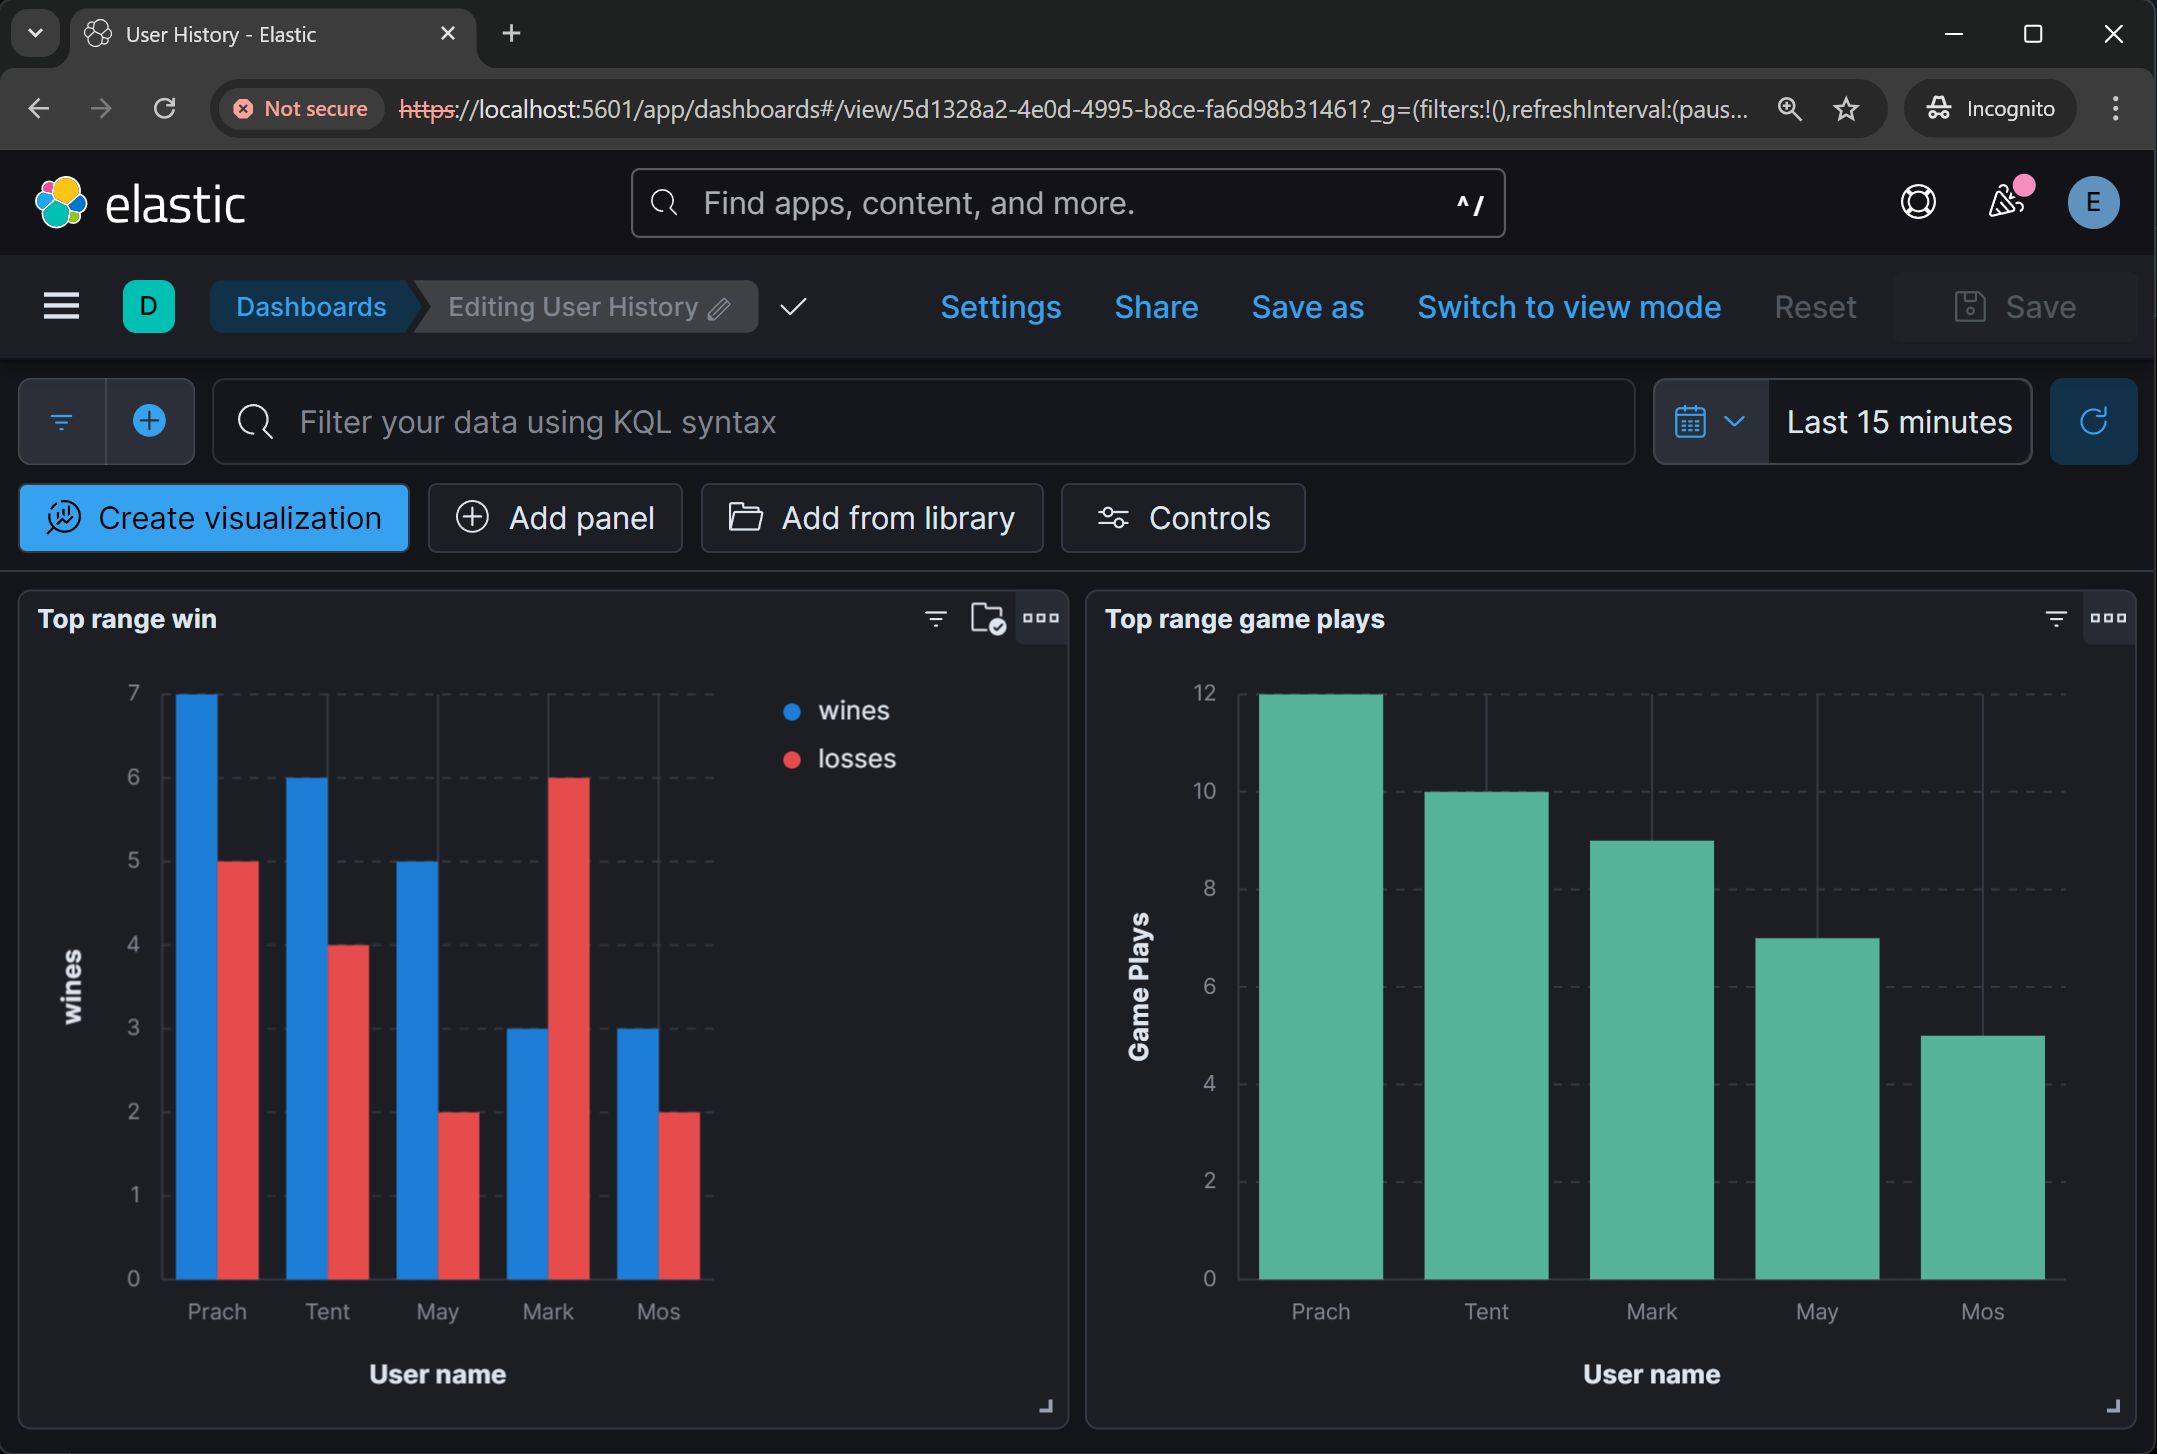 User History - Elastic
Not secure
https://localhost:5601/app/dashboards#/view/5d1328a2-4e0d-4995-b8ce-fa6d98b31461?_g=(filters:!(),refreshInterval:(paus...
Incognito
elastic
Find apps, content, and more.
^/
E
D
Dashboards
Editing User History
Settings
Share
Save as
Switch to view mode
Reset
Save
Filter your data using KQL syntax
Last 15 minutes
Create visualization
Add panel
Add from library
Controls
Top range win
7
6
5
4
3
2
1
0
wines
Prach
Tent
May
Mark
Mos
User name
wines
losses
Top range game plays
12
10
8
6
4
2
0
Game Plays
Prach
Tent
Mark
May
Mos
User name